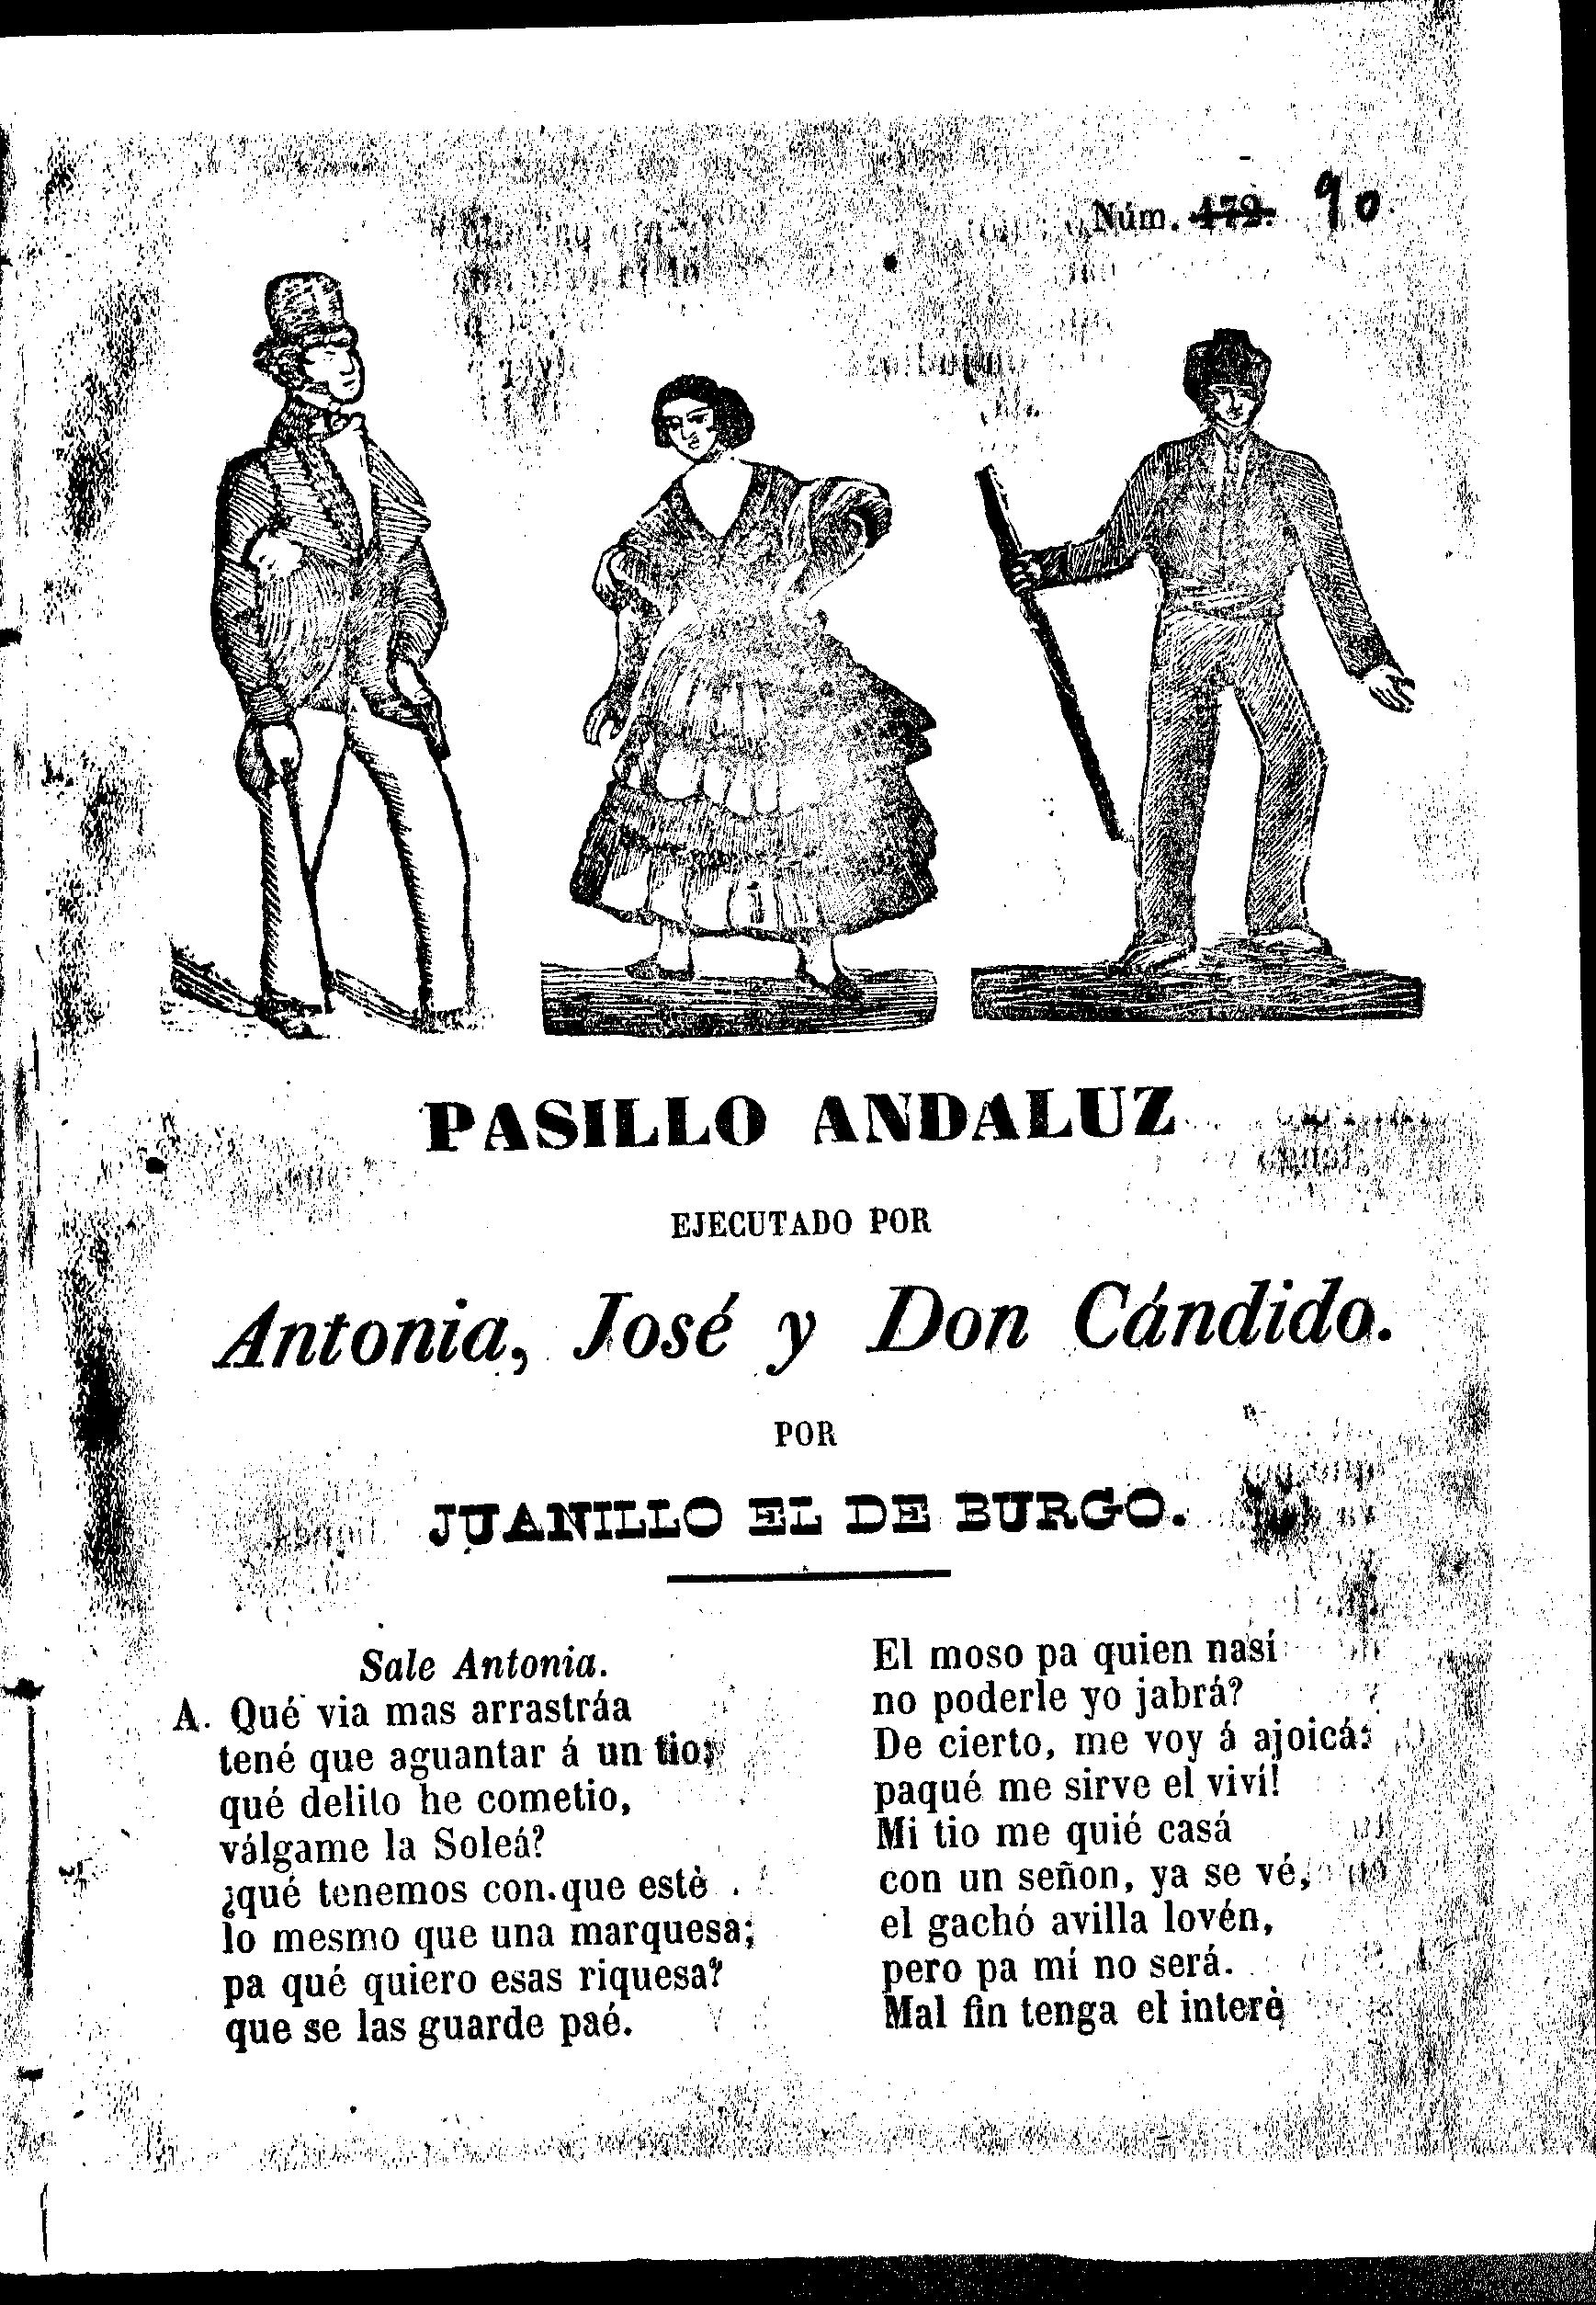 Núm. 172. 90
PASILLO ANDALUZ
EJECUTADO POR
Antonia, José y Don Cándido.
POR
JUANILLO EL DE BURGO.
Sale Antonia.
A. Qué via mas arrastráa
tené que aguantar á un tio;
qué delito he cometio,
válgame la Soleá?
¿qué tenemos con que estè
lo mesmo que una marquesa;
pa qué quiero esas riquesa?
que se las guarde paé.
El moso pa quien nasí
no poderle yo jabrá?
De cierto, me voy á ajoicá:
paqué me sirve el viví!
Mi tio me quié casá
con un señon, ya se vé,
el gachó avilla lovén,
pero pa mí no será.
Mal fin tenga el interè